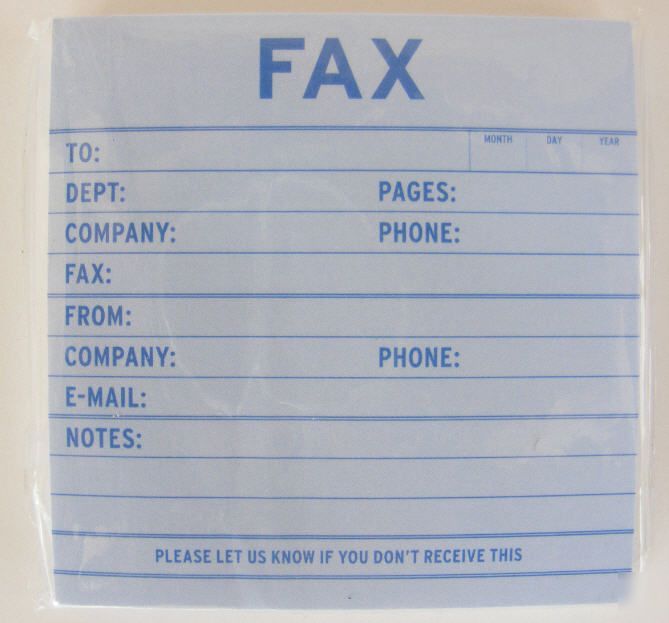 FAX
TO: MONTH DAY YEAR
DEPT: PAGES:
COMPANY: PHONE:
FAX:
FROM:
COMPANY: PHONE:
E-MAIL:
NOTES:
PLEASE LET US KNOW IF YOU DON'T RECEIVE THIS